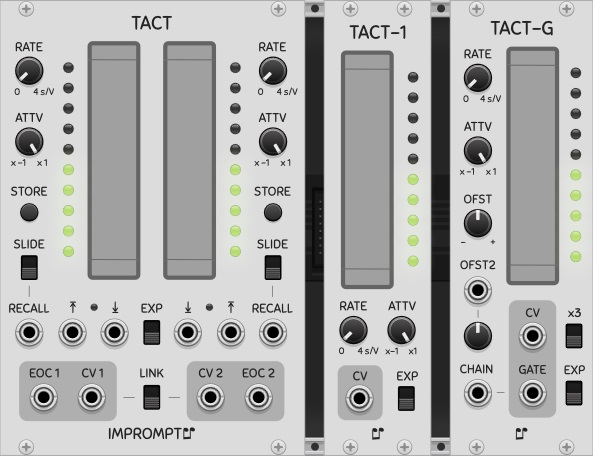 TACT
RATE
0 4 s/V
ATTV
x-1 x1
STORE
SLIDE
RECALL
RATE
0 4 s/V
ATTV
x-1 x1
STORE
SLIDE
RECALL
EXP
EOC 1 CV 1 LINK CV 2 EOC 2
IMPROMPTU
TACT-1
RATE ATTV
0 4 s/V x-1 x1
CV EXP
TACT-G
RATE
0 4 s/V
ATTV
x-1 x1
OFST
- +
OFST2
CV x3
CHAIN GATE EXP